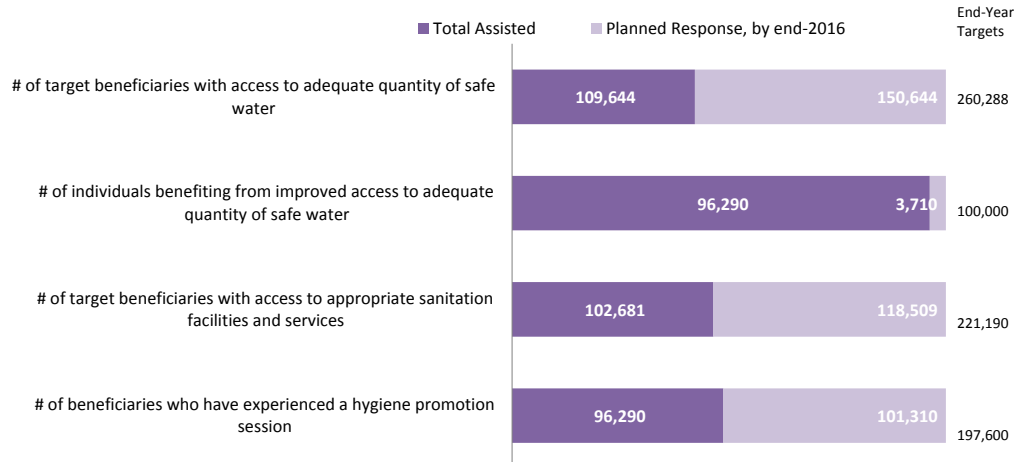 End-Year
Targets
Total Assisted
Planned Response, by end-2016
# of target beneficiaries with access to adequate quantity of safe
water
109,644
150,644
260,288
# of individuals benefiting from improved access to adequate
quantity of safe water
96,290
3,710
100,000
# of target beneficiaries with access to appropriate sanitation
facilities and services
102,681
118,509
221,190
# of beneficiaries who have experienced a hygiene promotion
session
96,290
101,310
197,600